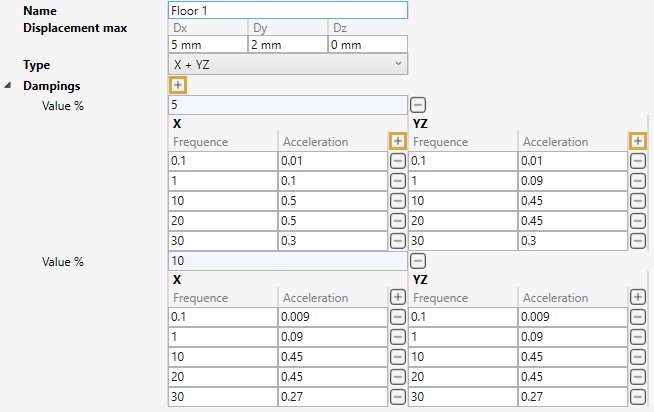 Name Floor 1
Displacement max Dx Dy Dz
5 mm 2 mm 0 mm
Type X + YZ
Dampings
Value % 5
X YZ
Frequence Acceleration Frequence Acceleration
0.1 0.01 0.1 0.01
1 0.1 1 0.09
10 0.5 10 0.45
20 0.5 20 0.45
30 0.3 30 0.3
Value % 10
X YZ
Frequence Acceleration Frequence Acceleration
0.1 0.009 0.1 0.009
1 0.09 1 0.09
10 0.45 10 0.45
20 0.45 20 0.45
30 0.27 30 0.27